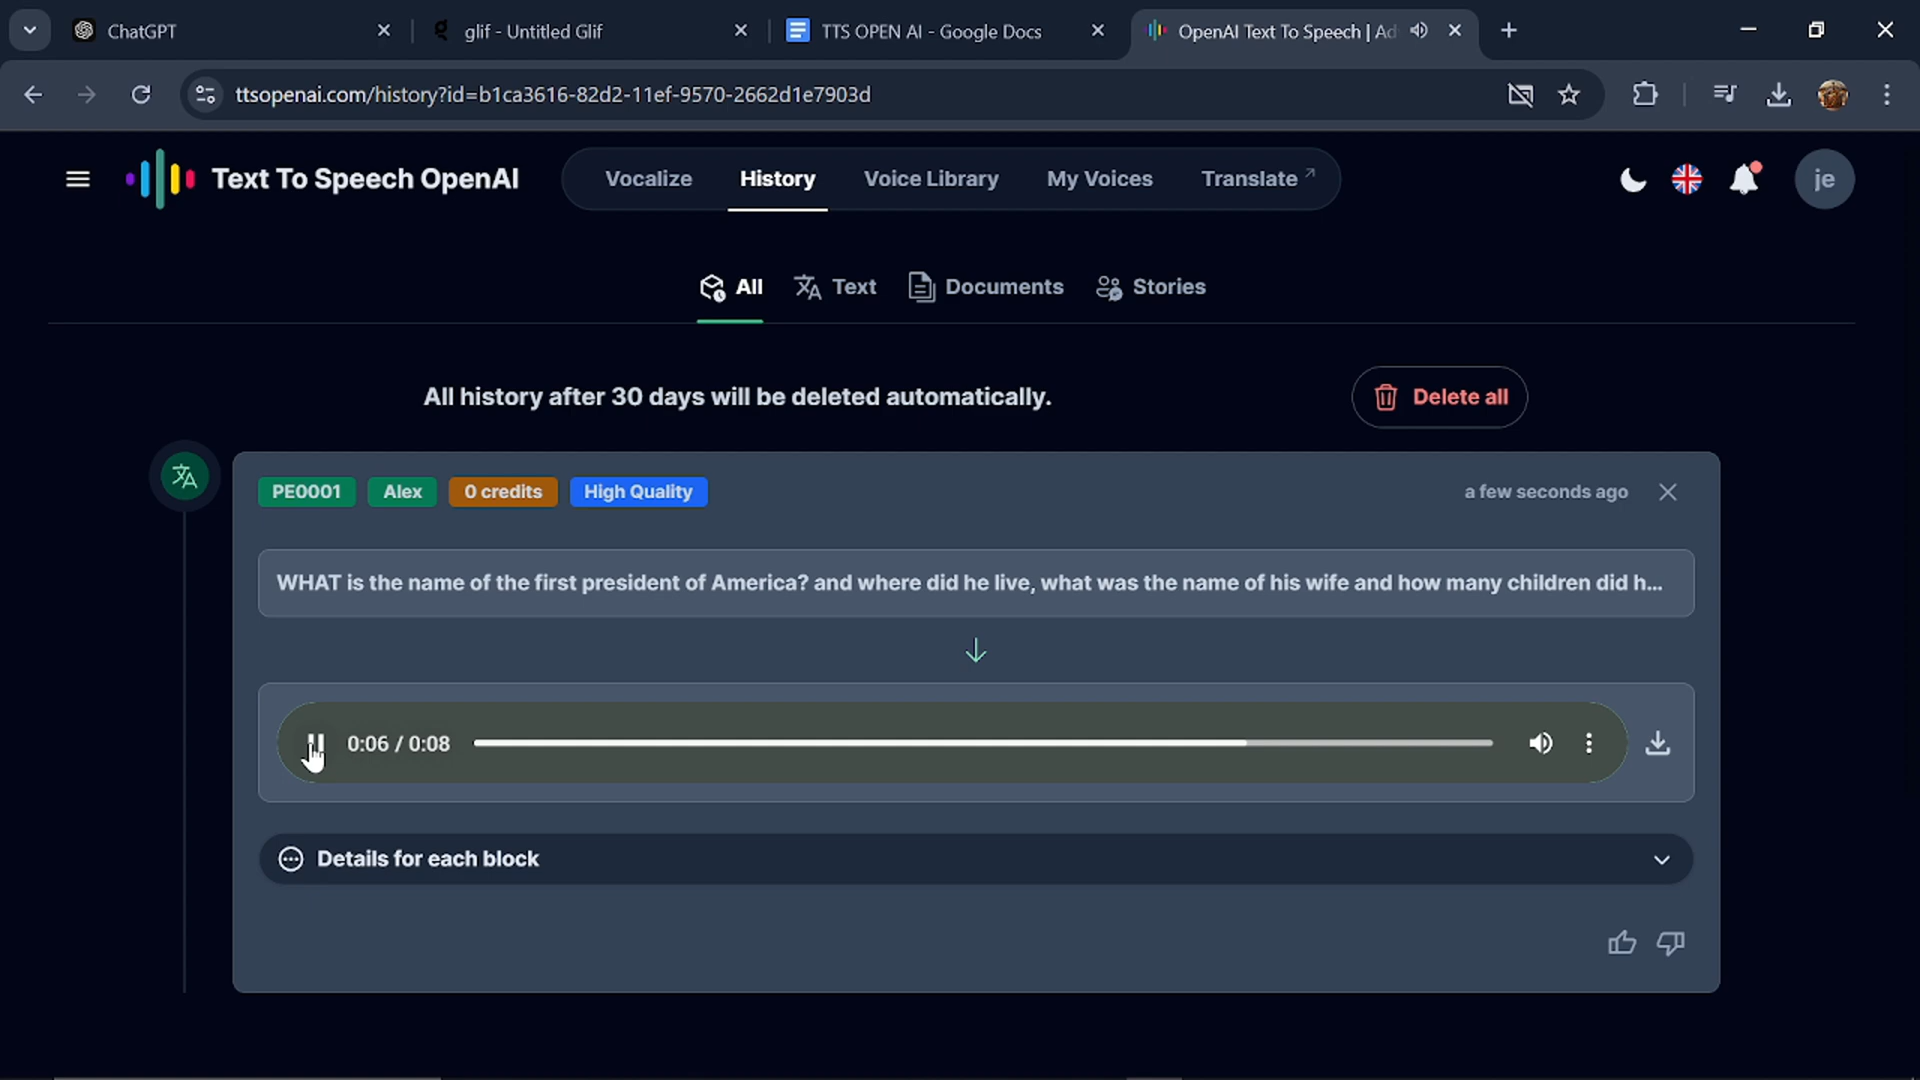 ChatGPT
glif - Untitled Glif
TTS OPEN AI - Google Docs
OpenAI Text To Speech | Ad
ttsopenai.com/history?id=b1ca3616-82d2-11ef-9570-2662d1e7903d
Text To Speech OpenAI
Vocalize
History
Voice Library
My Voices
Translate
je
All
Text
Documents
Stories
All history after 30 days will be deleted automatically.
Delete all
PE0001
Alex
0 credits
High Quality
a few seconds ago
WHAT is the name of the first president of America? and where did he live, what was the name of his wife and how many children did h...
0:06 / 0:08
Details for each block